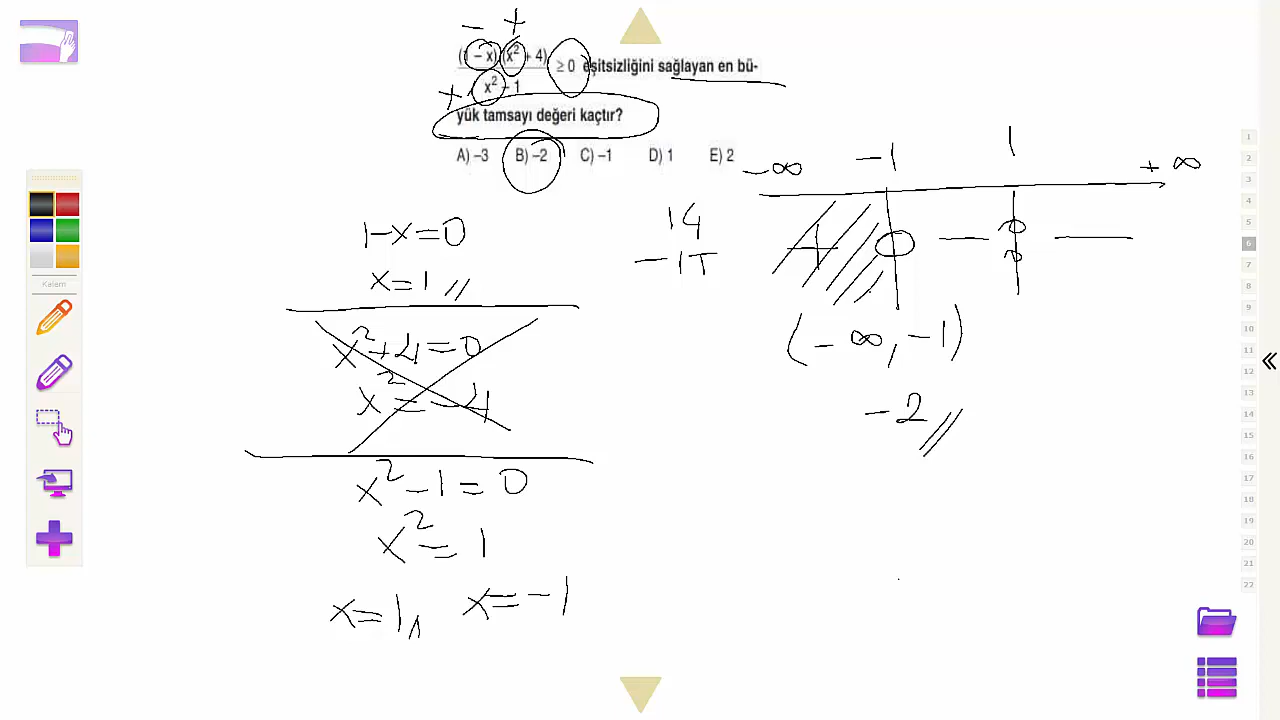 − +
(1 − x).(x² + 4)
≥ 0 eşitsizliğini sağlayan en bü-
x² − 1
+
yük tamsayı değeri kaçtır?
A) –3 B) –2 C) –1 D) 1 E) 2
1−x=0
x=1 //
x²+4=0
x²=−4
x²−1=0
x²=1
x=1, x=−1
−∞ −1 1 + ∞
+ − −
(−∞,−1)
−2 //
Kalem
1
2
3
4
5
6
7
8
9
10
11
12
13
14
15
16
17
18
19
20
21
22